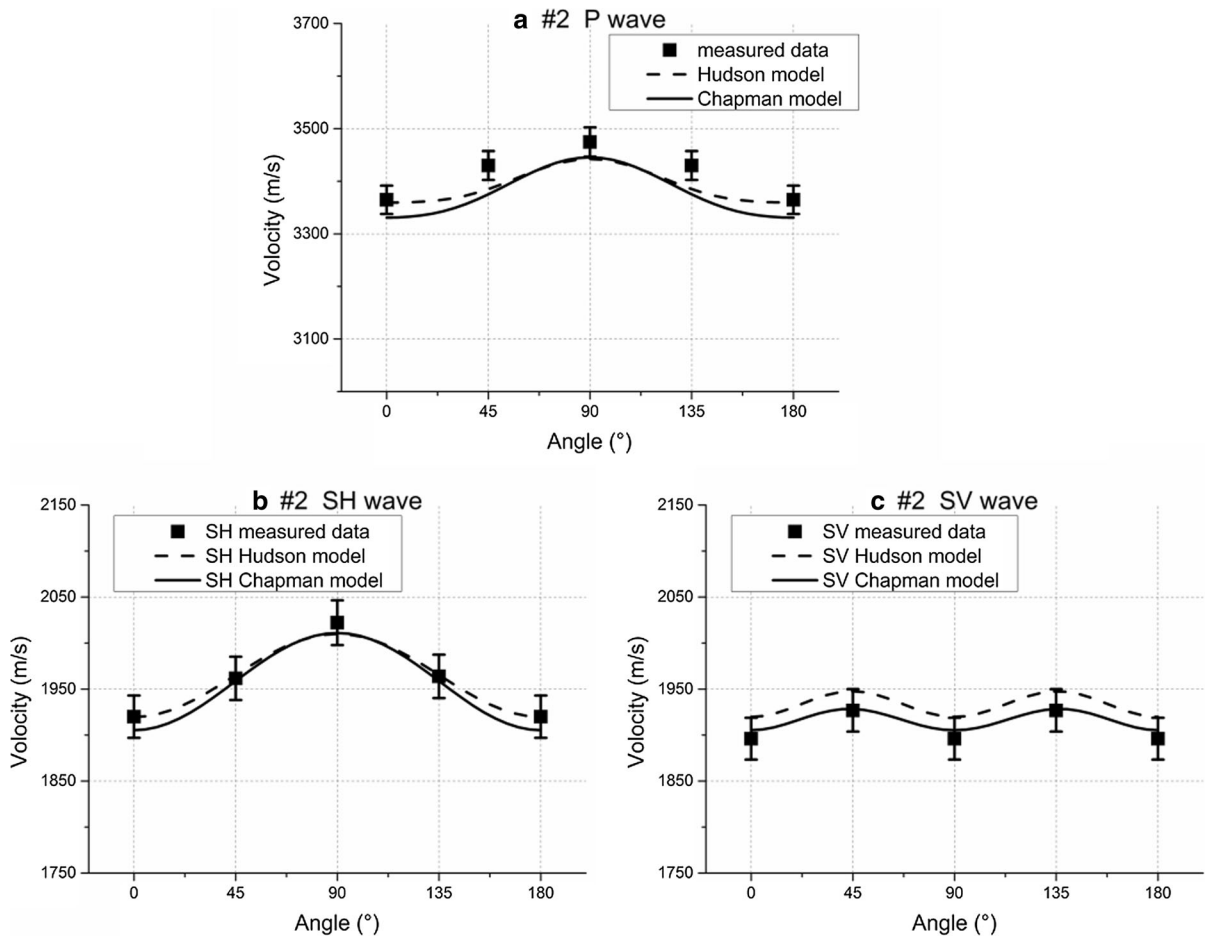 a #2 P wave
measured data
Hudson model
Chapman model
3700
3500
3300
3100
Volocity (m/s)
0 45 90 135 180
Angle (°)
b #2 SH wave
SH measured data
SH Hudson model
SH Chapman model
2150
2050
1950
1850
1750
Volocity (m/s)
0 45 90 135 180
Angle (°)
c #2 SV wave
SV measured data
SV Hudson model
SV Chapman model
2150
2050
1950
1850
1750
Volocity (m/s)
0 45 90 135 180
Angle (°)